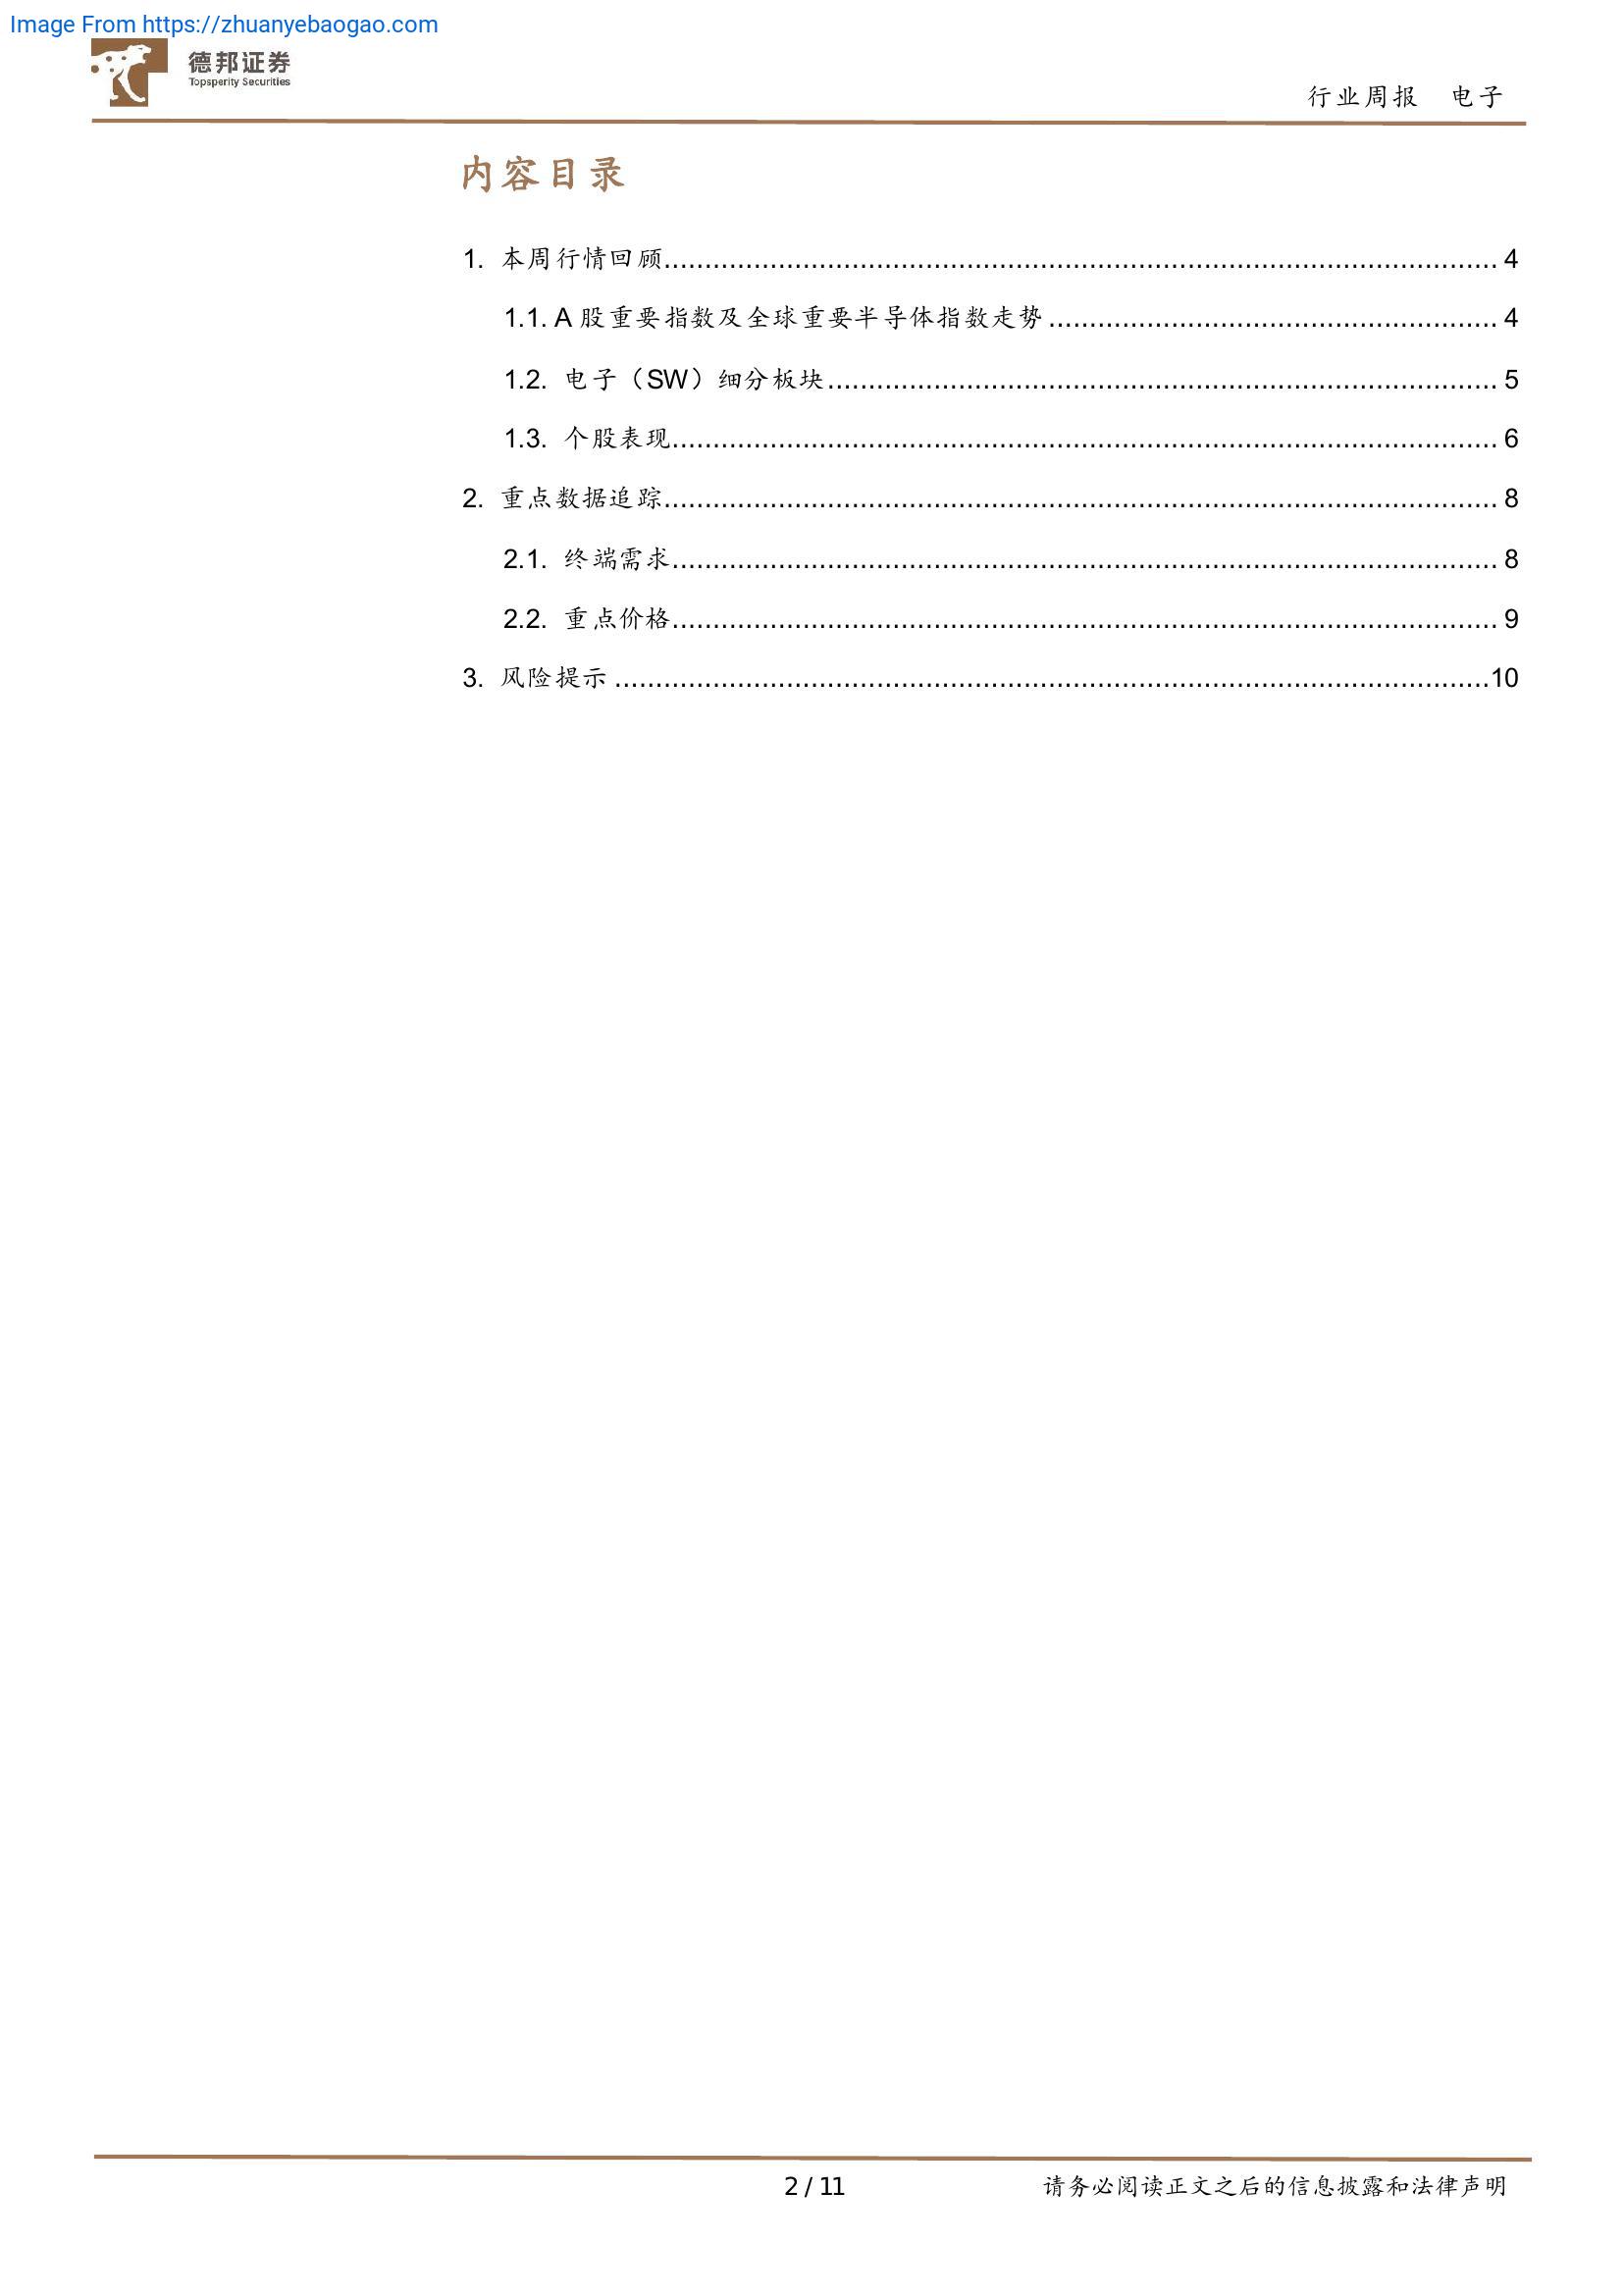 Image From https://zhuanyebaogao.com
德邦证券
Topsperity Securities
行业周报 电子
内容目录
1. 本周行情回顾........................................................................................................ 4
1.1. A 股重要指数及全球重要半导体指数走势........................................................ 4
1.2. 电子（SW）细分板块................................................................................... 5
1.3. 个股表现....................................................................................................... 6
2. 重点数据追踪........................................................................................................ 8
2.1. 终端需求....................................................................................................... 8
2.2. 重点价格....................................................................................................... 9
3. 风险提示 .............................................................................................................10
2 / 11 请务必阅读正文之后的信息披露和法律声明